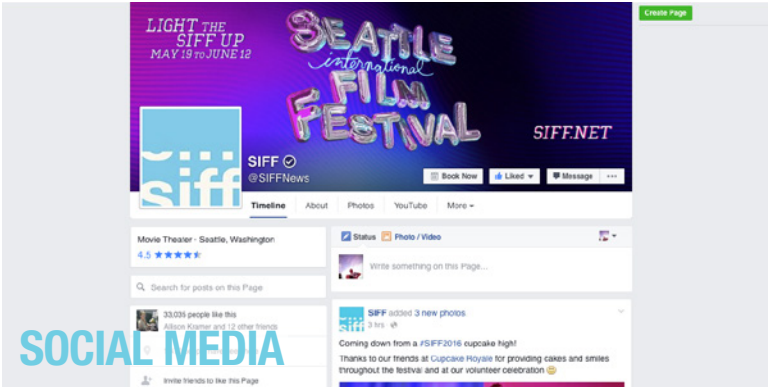 Create Page
LIGHT THE
SIFF UP
MAY 19 TO JUNE 12
SEATTLE
international
FILM
FESTIVAL
SIFF.NET
siff
SIFF
@SIFFNews
Book Now
Liked
Message
Timeline
About
Photos
YouTube
More
Movie Theater · Seattle, Washington
4.5
Search for posts on this Page
33,035 people like this
Allison Kramer and 12 other friends
Invite friends to like this Page
Status
Photo / Video
Write something on this Page...
siff
SIFF added 3 new photos
3 hrs
Coming down from a #SIFF2016 cupcake high!
Thanks to our friends at Cupcake Royale for providing cakes and smiles
throughout the festival and at our volunteer celebration
SOCIAL MEDIA